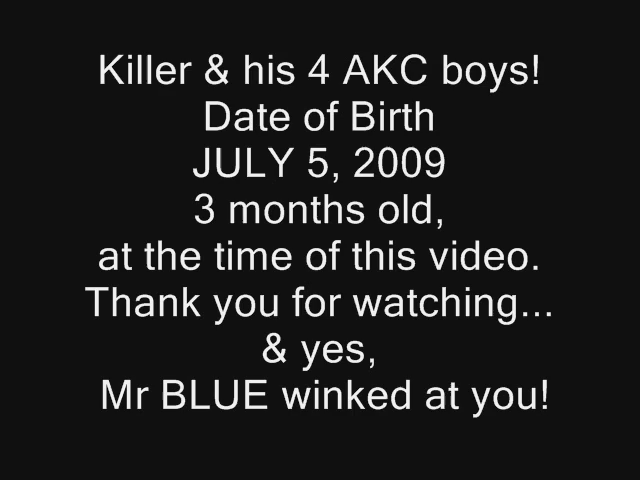 Killer & his 4 AKC boys!
Date of Birth
JULY 5, 2009
3 months old,
at the time of this video.
Thank you for watching...
& yes,
Mr BLUE winked at you!